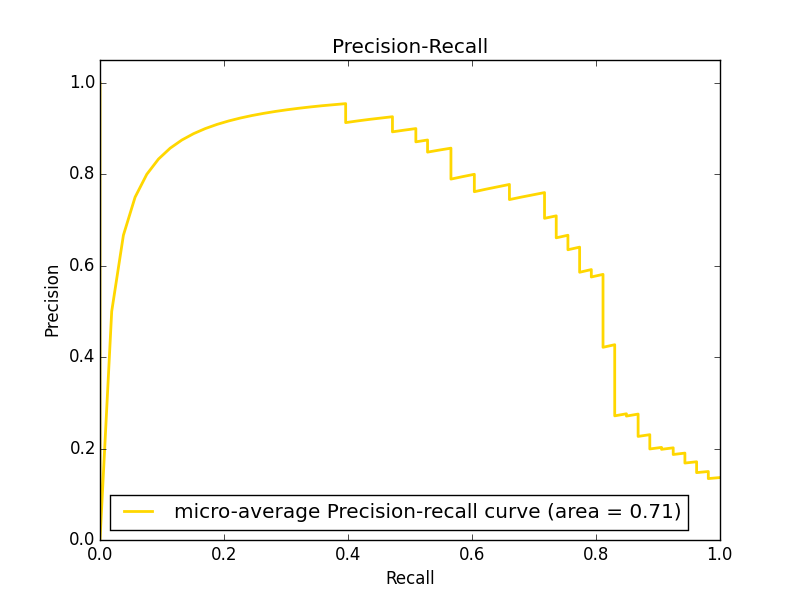 Precision-Recall
1.0
0.8
0.6
0.4
0.2
0.0
Precision
micro-average Precision-recall curve (area = 0.71)
0.0 0.2 0.4 0.6 0.8 1.0
Recall